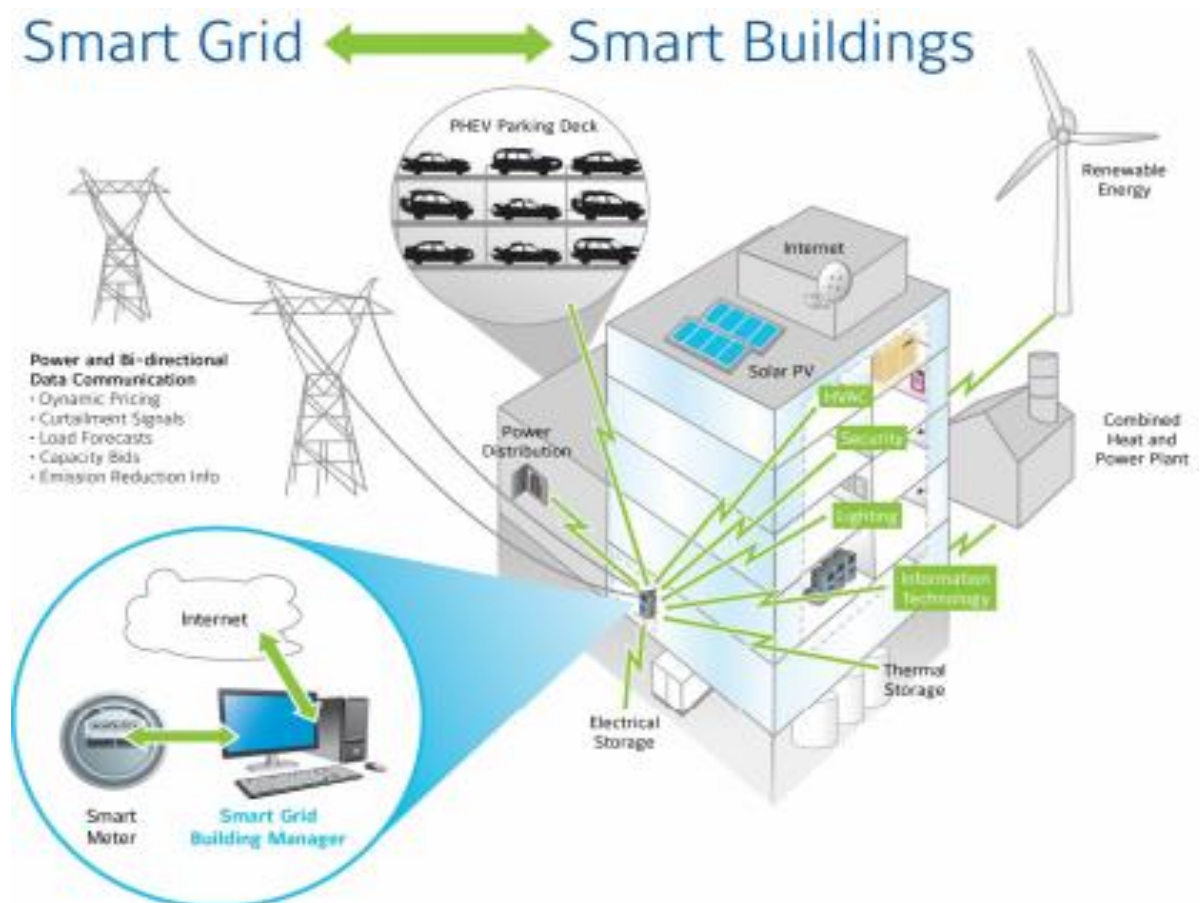 Smart Grid
Smart Buildings
PHEV Parking Deck
Renewable
Energy
Internet
Solar PV
Power and Bi-directional
Data Communication
• Dynamic Pricing
• Curtailment Signals
• Load Forecasts
• Capacity Bids
• Emission Reduction Info
Power
Distribution
HVAC
Security
Lighting
Information
Technology
Combined
Heat and
Power Plant
Internet
Thermal
Storage
Electrical
Storage
Smart
Meter
Smart Grid
Building Manager